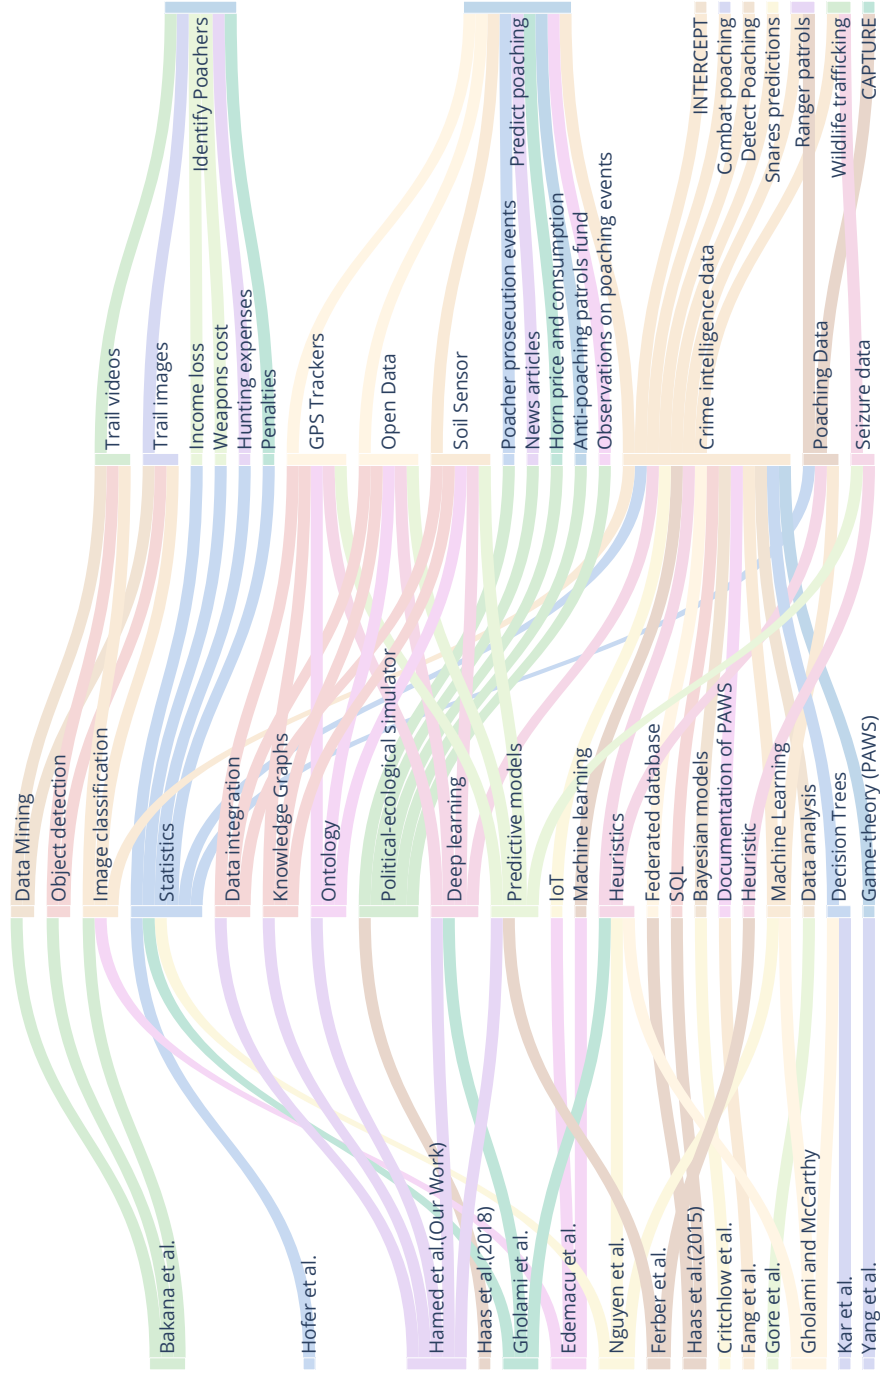 Bakana et al.
Hofer et al.
Hamed et al.(Our Work)
Haas et al.(2018)
Gholami et al.
Edemacu et al.
Nguyen et al.
Ferber et al.
Haas et al.(2015)
Critchlow et al.
Fang et al.
Gore et al.
Gholami and McCarthy
Kar et al.
Yang et al.
Data Mining
Object detection
Image classification
Statistics
Data integration
Knowledge Graphs
Ontology
Political-ecological simulator
Deep learning
Predictive models
IoT
Machine learning
Heuristics
Federated database
SQL
Bayesian models
Documentation of PAWS
Heuristic
Machine Learning
Data analysis
Decision Trees
Game-theory (PAWS)
Trail videos
Trail images
Income loss
Weapons cost
Hunting expenses
Penalties
GPS Trackers
Open Data
Soil Sensor
Poacher prosecution events
News articles
Horn price and consumption
Anti-poaching patrols fund
Observations on poaching events
Crime intelligence data
Poaching Data
Seizure data
Identify Poachers
Predict poaching
INTERCEPT
Combat poaching
Detect Poaching
Snares predictions
Ranger patrols
Wildlife trafficking
CAPTURE